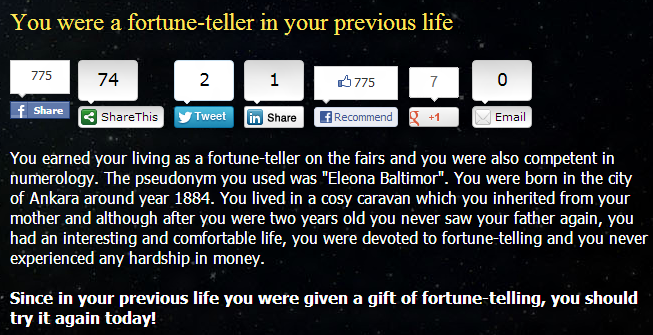 You were a fortune-teller in your previous life
775 74 2 1 775 7 0
Share ShareThis Tweet Share Recommend +1 Email
You earned your living as a fortune-teller on the fairs and you were also competent in
numerology. The pseudonym you used was "Eleona Baltimor". You were born in the city
of Ankara around year 1884. You lived in a cosy caravan which you inherited from your
mother and although after you were two years old you never saw your father again, you
had an interesting and comfortable life, you were devoted to fortune-telling and you never
experienced any hardship in money.
Since in your previous life you were given a gift of fortune-telling, you should
try it again today!